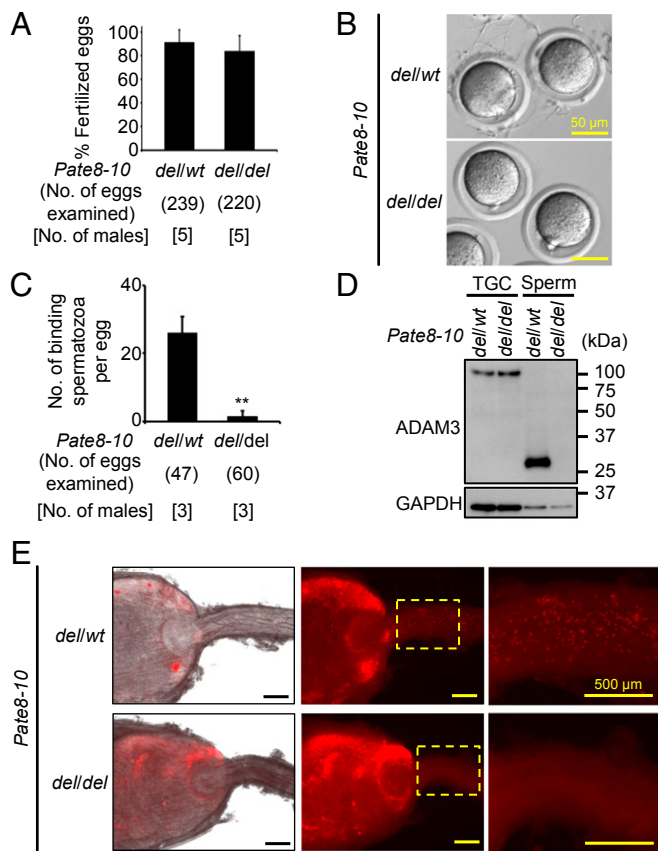 A
% Fertilized eggs
100
80
60
40
20
0
Pate8-10 del/wt del/del
(No. of eggs examined) (239) (220)
[No. of males] [5] [5]
B
Pate8-10
del/wt
50 µm
del/del
C
No. of binding spermatozoa per egg
40
20
0
**
Pate8-10 del/wt del/del
(No. of eggs examined) (47) (60)
[No. of males] [3] [3]
D
TGC Sperm
Pate8-10 del/wt del/del del/wt del/del (kDa)
ADAM3
100
75
50
37
25
GAPDH
37
E
Pate8-10
del/wt
500 µm
del/del